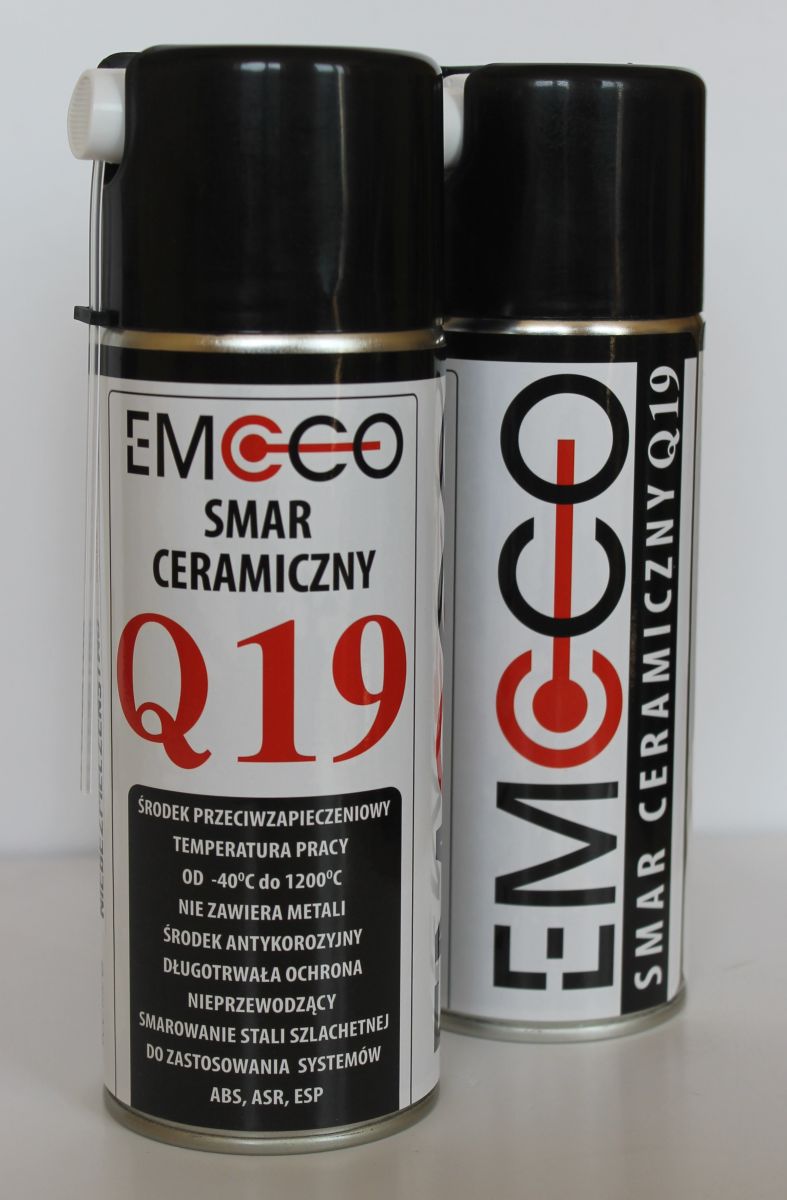 EMCCO
SMAR
CERAMICZNY
Q19
ŚRODEK PRZECIWZAPIECZENIOWY
TEMPERATURA PRACY
OD -40°C do 1200°C
NIE ZAWIERA METALI
ŚRODEK ANTYKOROZYJNY
DŁUGOTRWAŁA OCHRONA
NIEPRZEWODZĄCY
SMAROWANIE STALI SZLACHETNEJ
DO ZASTOSOWANIA SYSTEMÓW
ABS, ASR, ESP
EMCCO
SMAR CERAMICZNY Q19